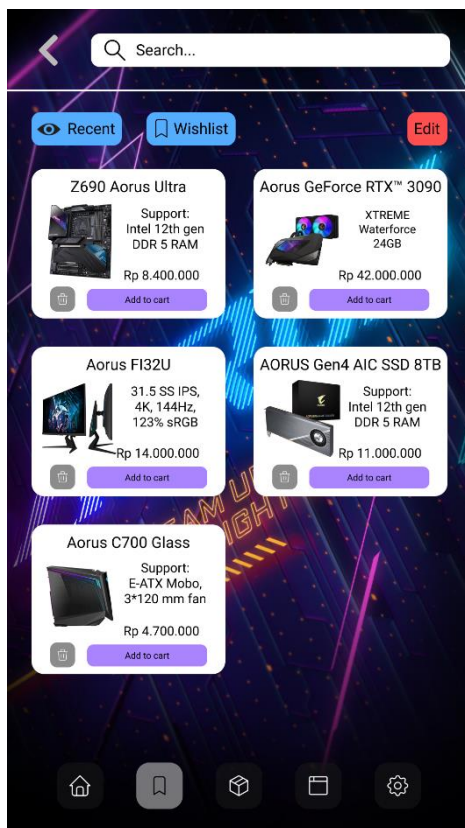 Search...
Recent
Wishlist
Edit
Z690 Aorus Ultra
Support:
Intel 12th gen
DDR 5 RAM
Rp 8.400.000
Add to cart
Aorus GeForce RTX™ 3090
XTREME
Waterforce
24GB
Rp 42.000.000
Add to cart
Aorus FI32U
31.5 SS IPS,
4K, 144Hz,
123% sRGB
Rp 14.000.000
Add to cart
AORUS Gen4 AIC SSD 8TB
Support:
Intel 12th gen
DDR 5 RAM
Rp 11.000.000
Add to cart
TEAM UP
FIGHT
Aorus C700 Glass
Support:
E-ATX Mobo,
3*120 mm fan
Rp 4.700.000
Add to cart